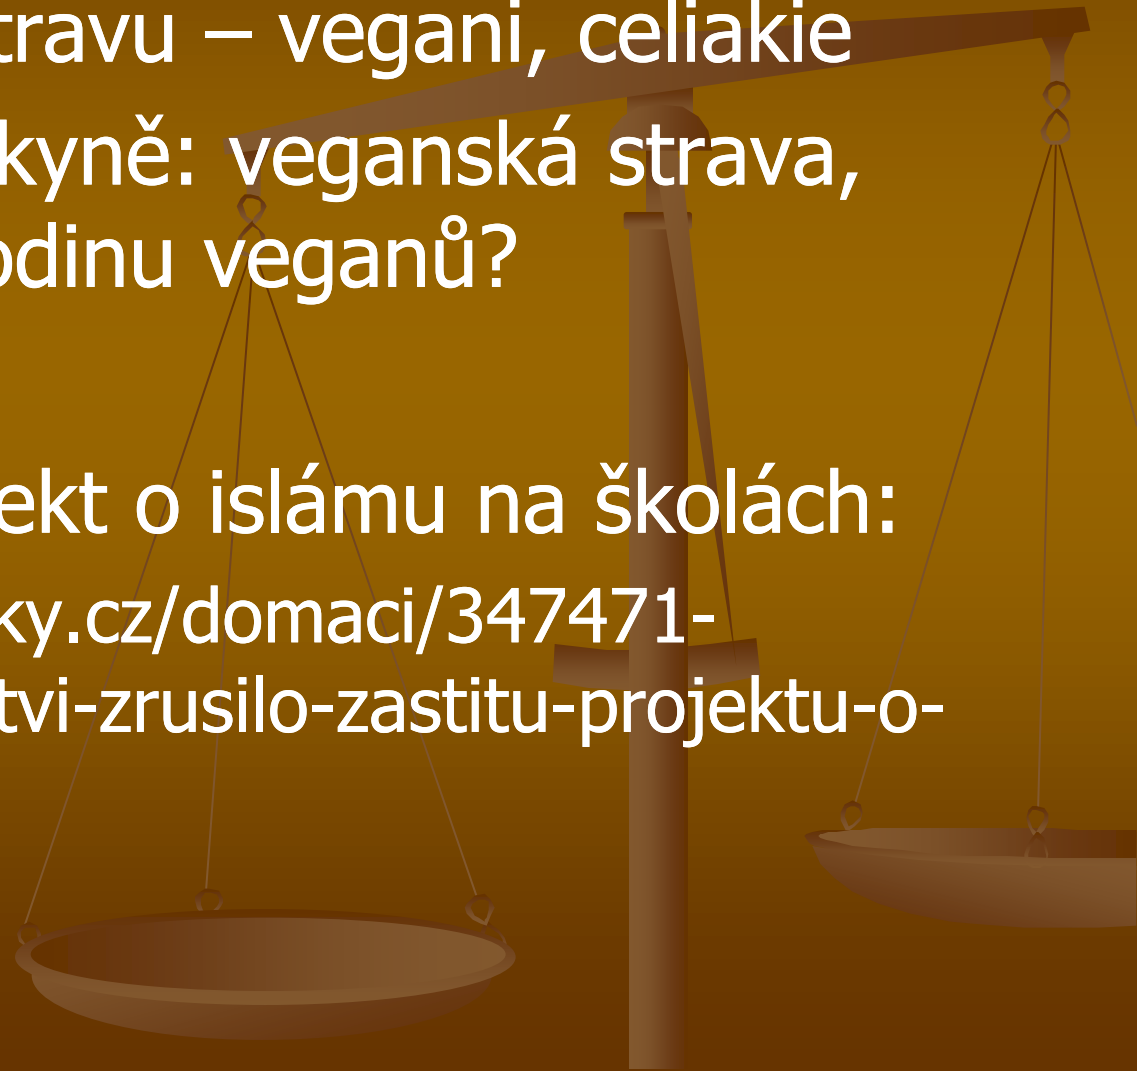 travu – vegani, celiakie
kyně: veganská strava,
odinu veganů?
ekt o islámu na školách:
ky.cz/domaci/347471-
tvi-zrusilo-zastitu-projektu-o-